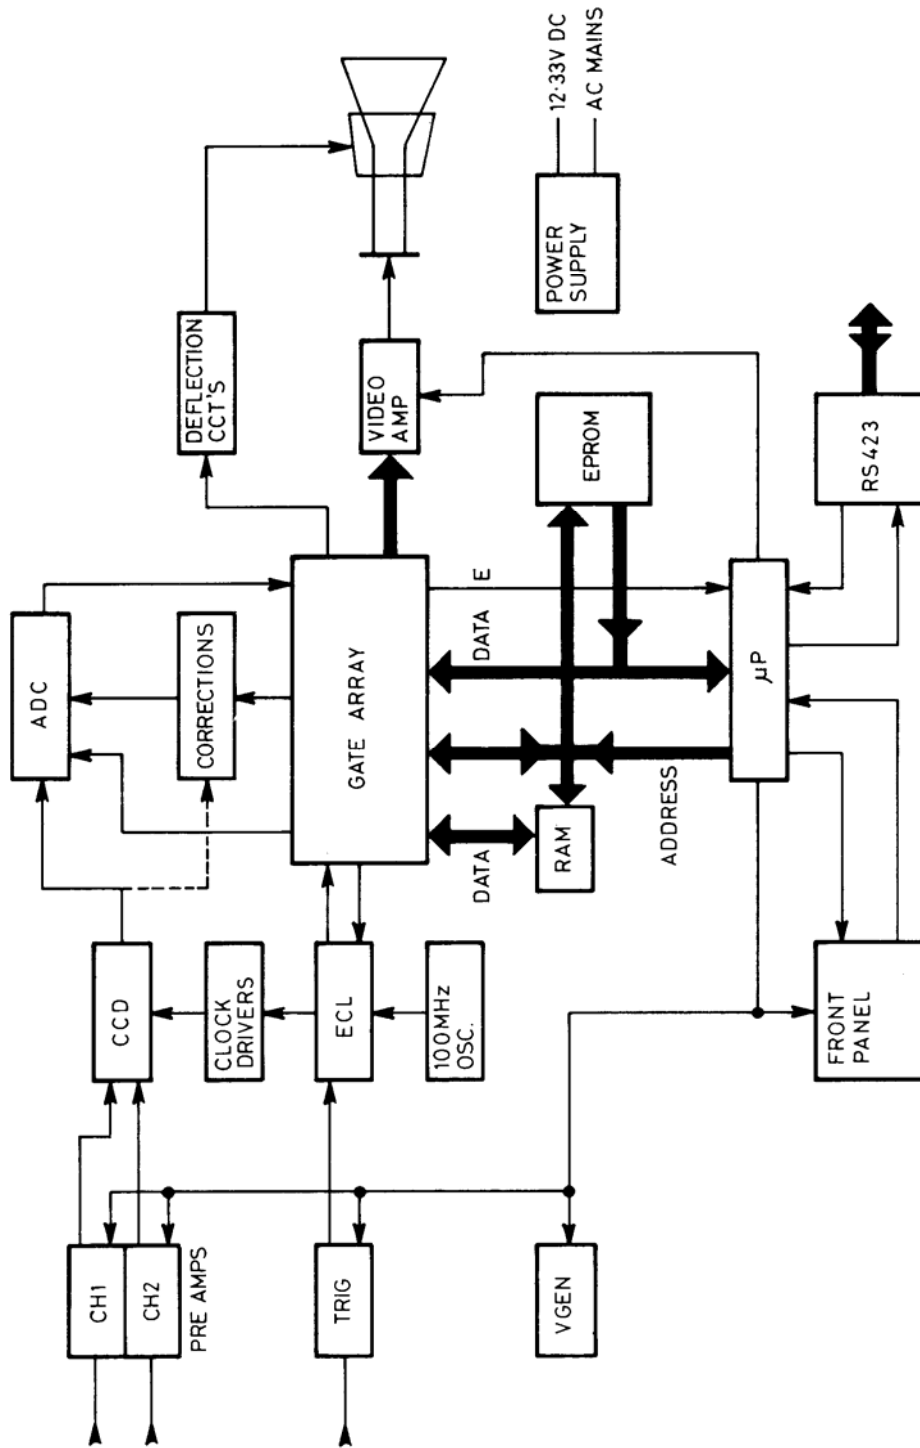 CH1
CH2
PRE AMPS
TRIG
VGEN
CCD
CLOCK
DRIVERS
ECL
100MHz
OSC.
FRONT
PANEL
ADC
CORRECTIONS
GATE ARRAY
DATA
RAM
ADDRESS
DATA
E
μP
DEFLECTION
CCT'S
VIDEO
AMP
EPROM
RS423
POWER
SUPPLY
12·33V DC
AC MAINS